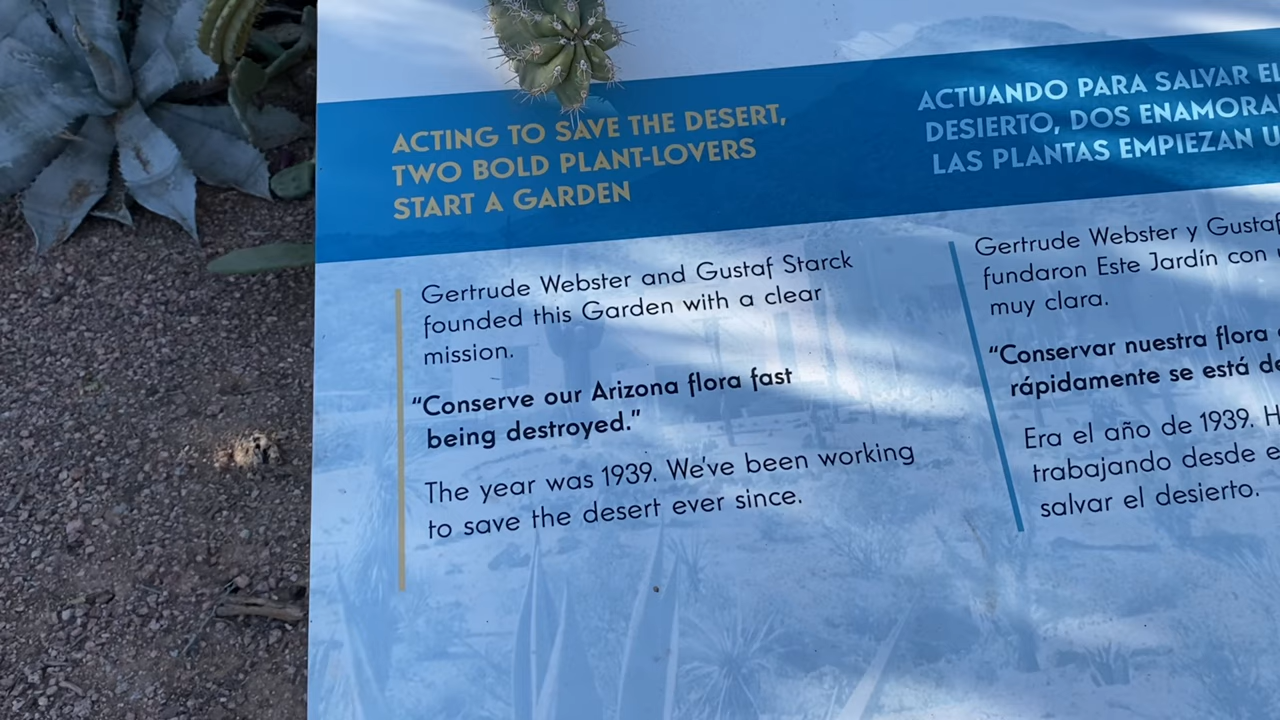 ACTING TO SAVE THE DESERT,
TWO BOLD PLANT-LOVERS
START A GARDEN
Gertrude Webster and Gustaf Starck
founded this Garden with a clear
mission.
“Conserve our Arizona flora fast
being destroyed.”
The year was 1939. We've been working
to save the desert ever since.
ACTUANDO PARA SALVAR EL
DESIERTO, DOS ENAMORA
LAS PLANTAS EMPIEZAN U
Gertrude Webster y Gustaf
fundaron Este Jardín con
muy clara.
“Conservar nuestra flora
rápidamente se está de
Era el año de 1939. H
trabajando desde e
salvar el desierto.